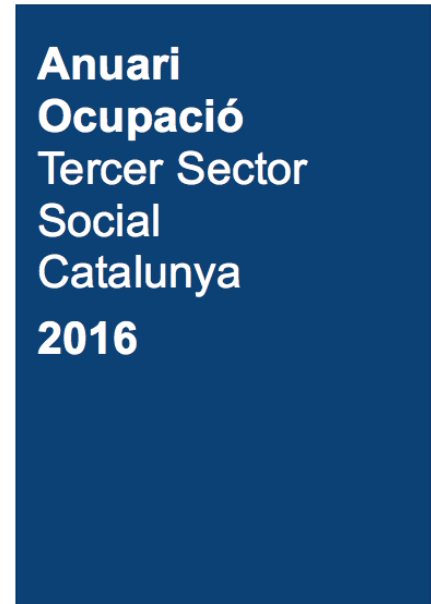 Anuari
Ocupació
Tercer Sector
Social
Catalunya
2016